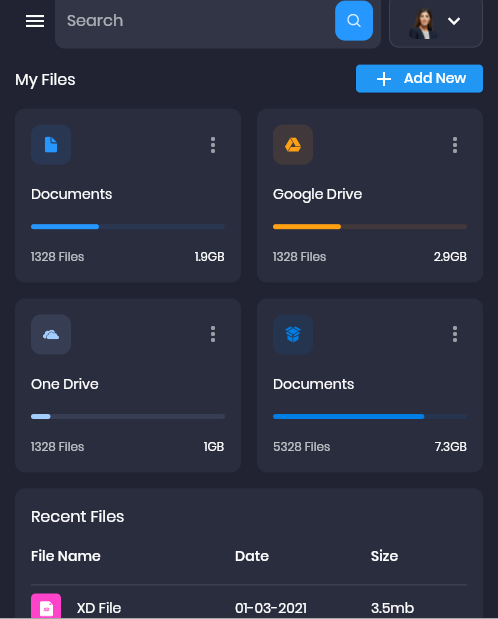 Search
My Files
Add New
Documents
1328 Files 1.9GB
Google Drive
1328 Files 2.9GB
One Drive
1328 Files 1GB
Documents
5328 Files 7.3GB
Recent Files
File Name Date Size
XD File 01-03-2021 3.5mb